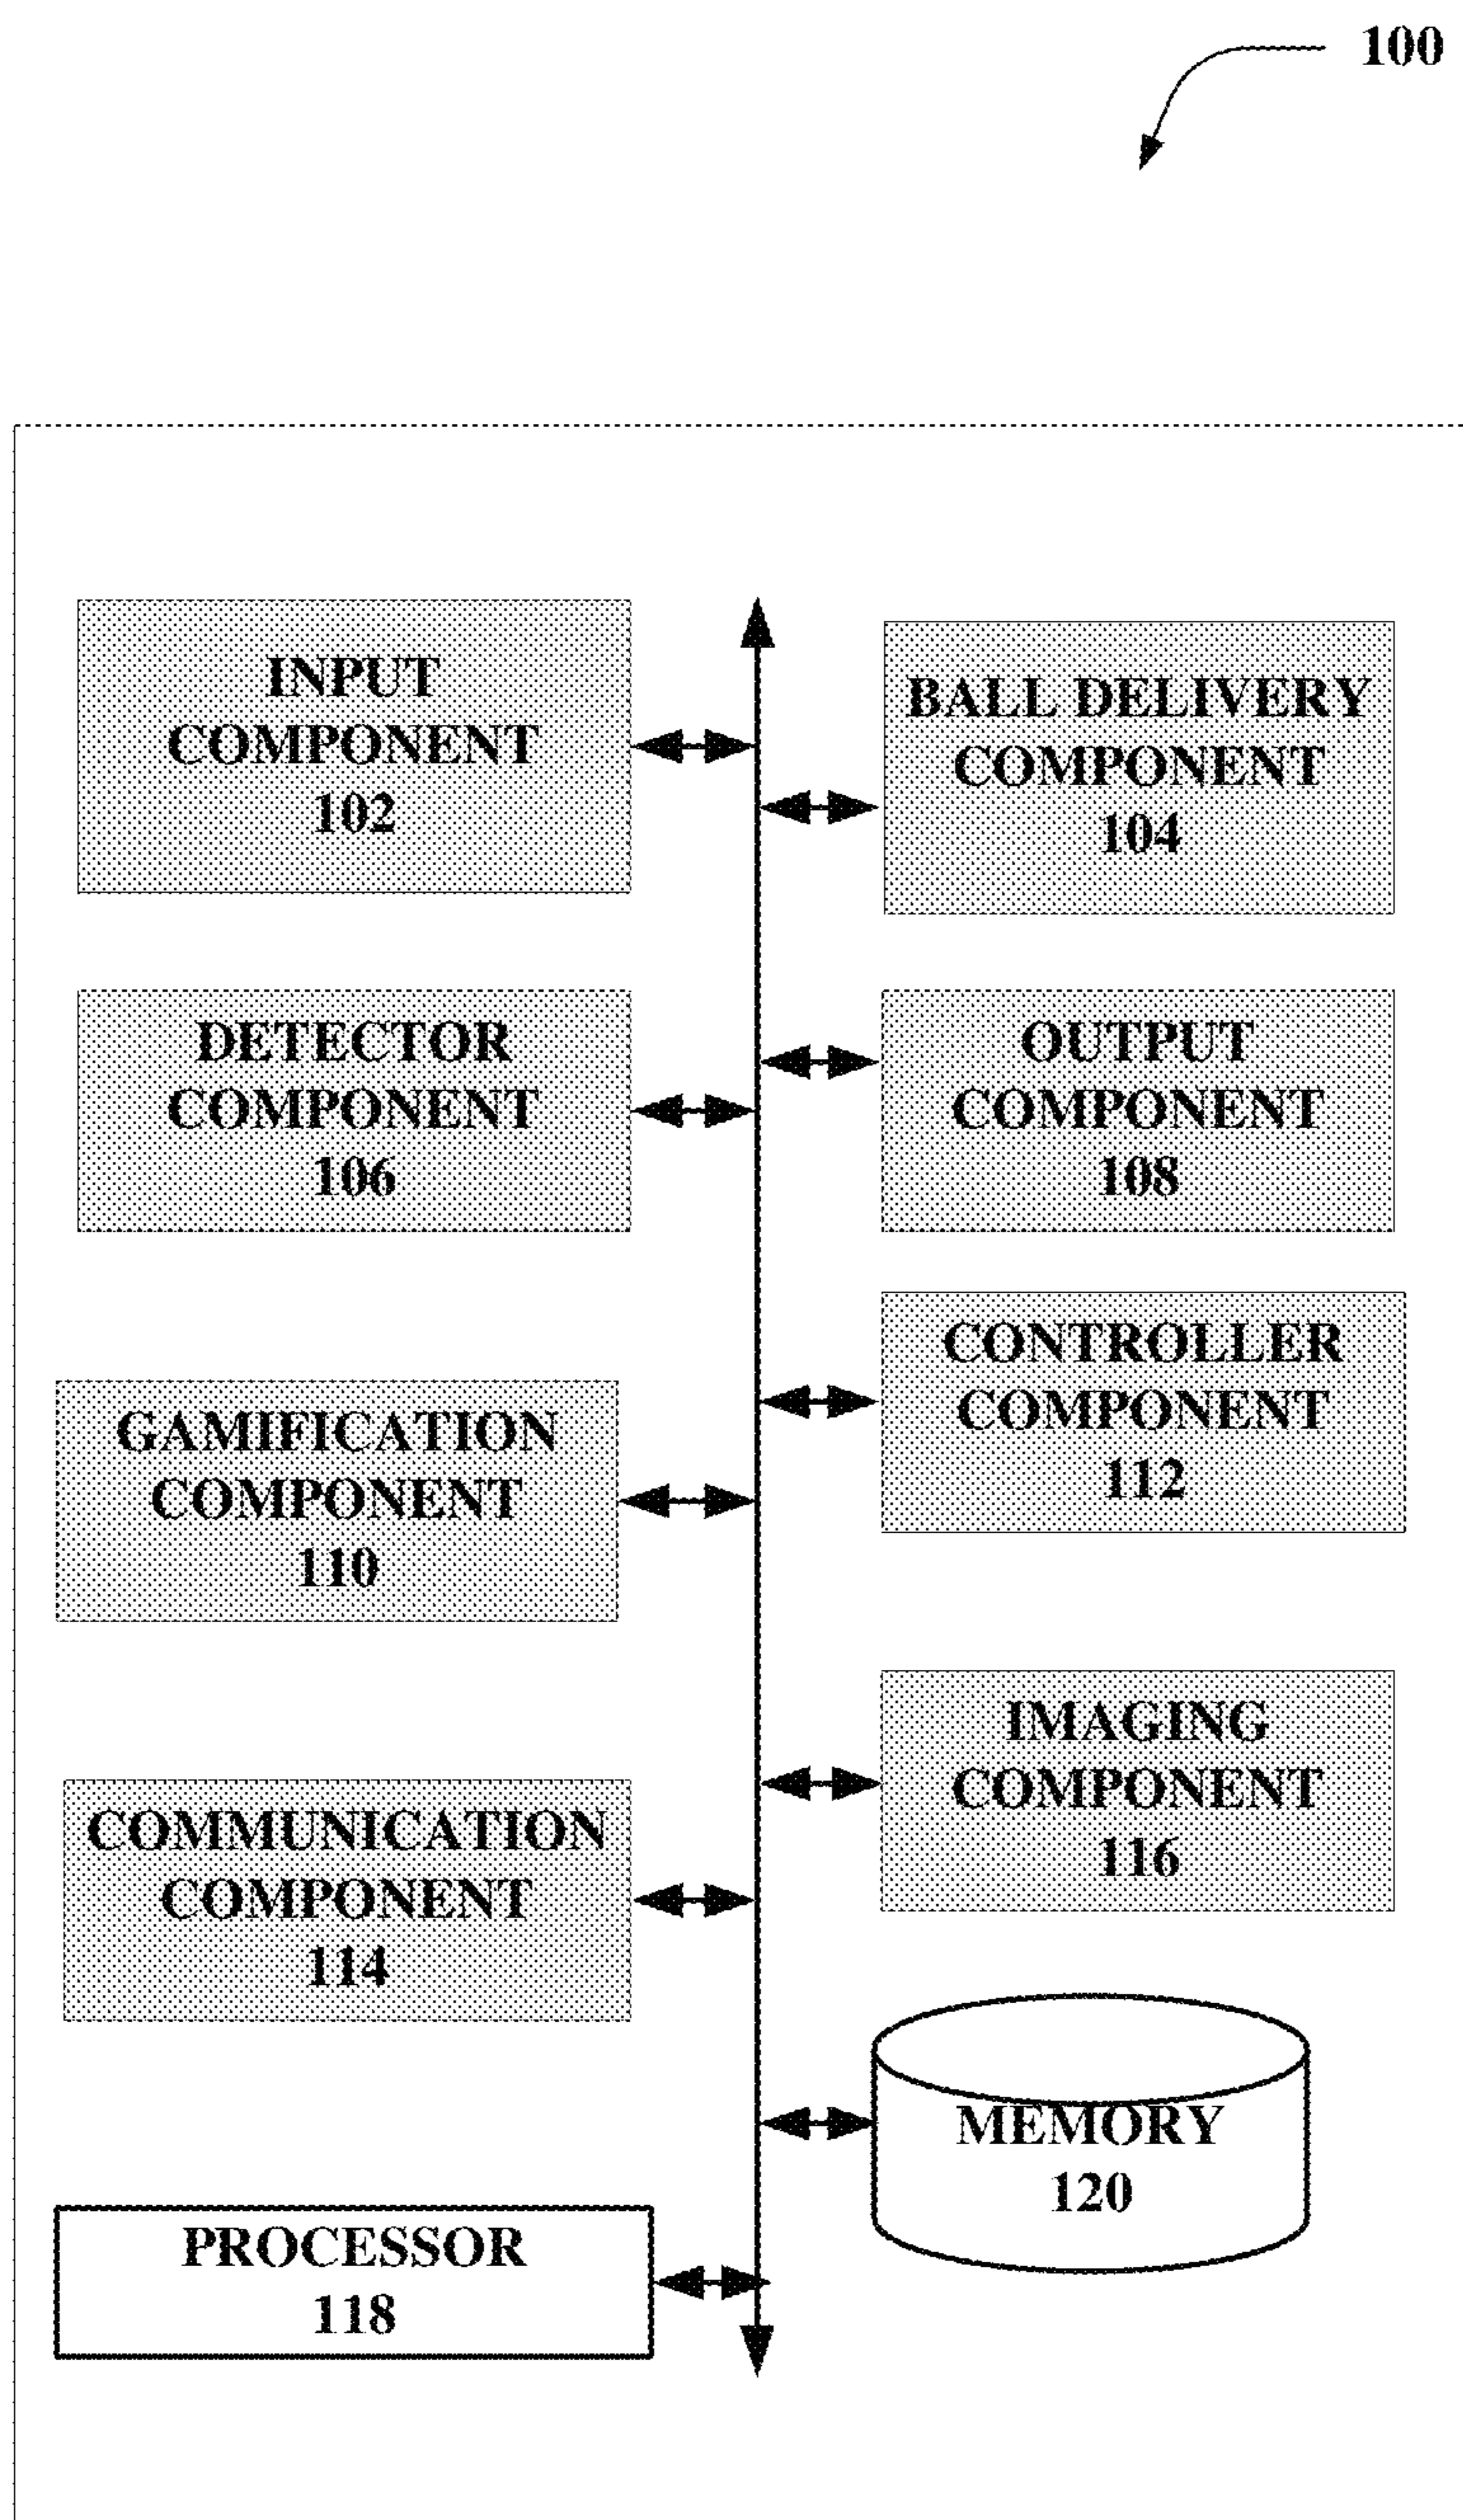 100
INPUT
COMPONENT
102
BALL DELIVERY
COMPONENT
104
DETECTOR
COMPONENT
106
OUTPUT
COMPONENT
108
GAMIFICATION
COMPONENT
110
CONTROLLER
COMPONENT
112
COMMUNICATION
COMPONENT
114
IMAGING
COMPONENT
116
PROCESSOR
118
MEMORY
120